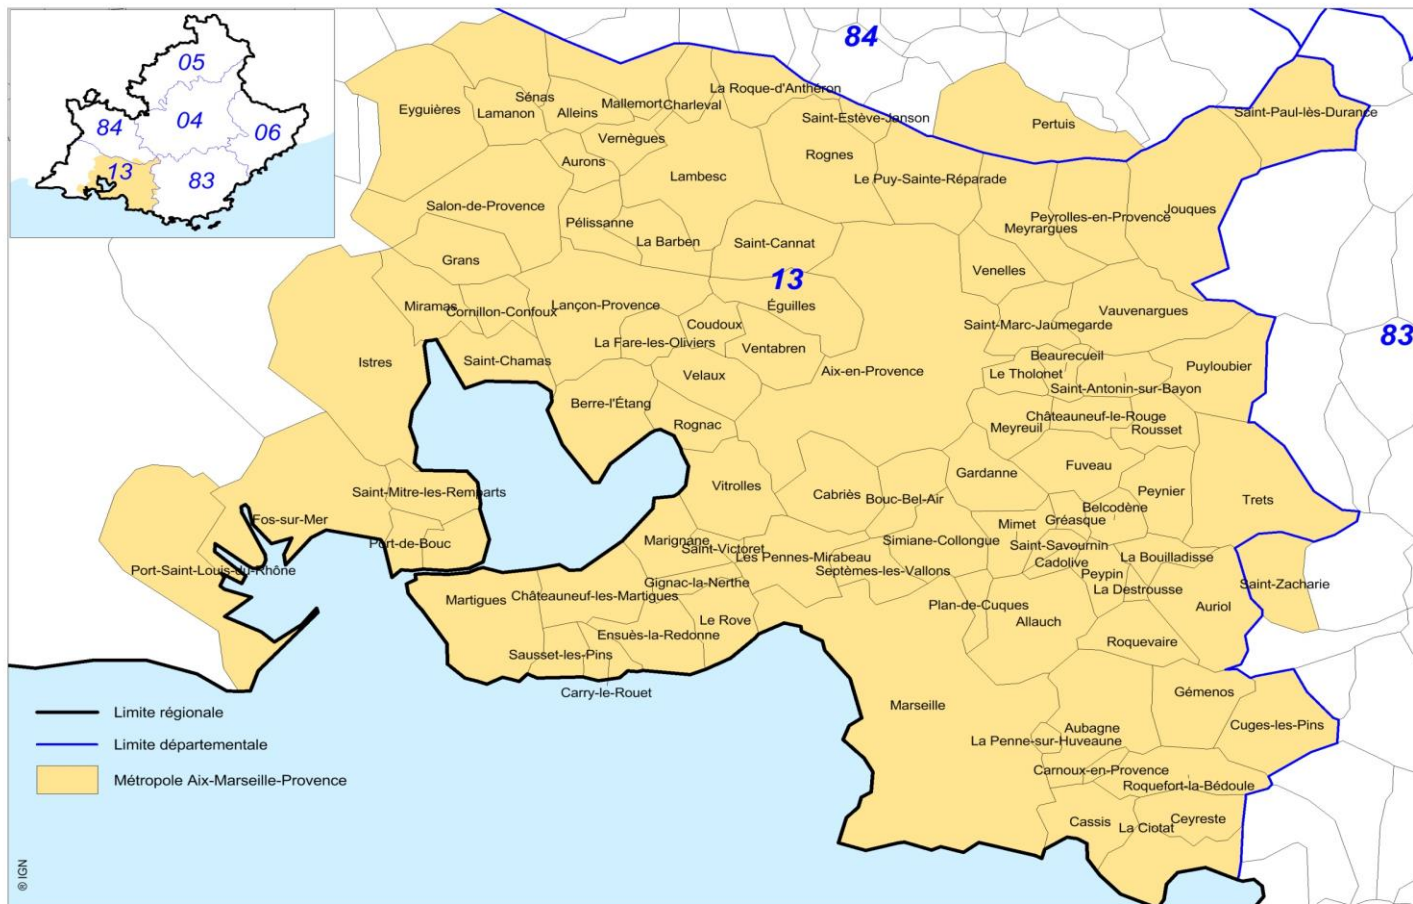 05
84
04
06
13
83
84
13
83
La Roque-d'Anthéron
Sénas
Eyguières
Lamanon
Alleins
Mallemort
Charleval
Saint-Estève-Janson
Pertuis
Saint-Paul-lès-Durance
Vernègues
Aurons
Rognes
Lambesc
Le Puy-Sainte-Réparade
Salon-de-Provence
Pélissanne
Peyrolles-en-Provence
Jouques
Meyrargues
La Barben
Saint-Cannat
Grans
Venelles
Miramas
Cornillon-Confoux
Lançon-Provence
Éguilles
Vauvenargues
Coudoux
Saint-Marc-Jaumegarde
La Fare-les-Oliviers
Ventabren
Beaurecueil
Istres
Saint-Chamas
Velaux
Aix-en-Provence
Le Tholonet
Puyloubier
Saint-Antonin-sur-Bayon
Berre-l'Étang
Rognac
Châteauneuf-le-Rouge
Meyreuil
Rousset
Vitrolles
Gardanne
Fuveau
Saint-Mitre-les-Remparts
Cabriès
Bouc-Bel-Air
Peynier
Trets
Belcodène
Fos-sur-Mer
Mimet
Gréasque
Port-de-Bouc
Marignane
Saint-Victoret
Les Pennes-Mirabeau
Simiane-Collongue
Saint-Savournin
La Bouilladisse
Port-Saint-Louis-du-Rhône
Septèmes-les-Vallons
Cadolive
Peypin
Gignac-la-Nerthe
La Destrousse
Saint-Zacharie
Martigues
Châteauneuf-les-Martigues
Plan-de-Cuques
Auriol
Le Rove
Allauch
Ensuès-la-Redonne
Roquevaire
Sausset-les-Pins
Carry-le-Rouet
Marseille
Gémenos
Aubagne
Cuges-les-Pins
La Penne-sur-Huveaune
Carnoux-en-Provence
Roquefort-la-Bédoule
Cassis
La Ciotat
Ceyreste
Limite régionale
Limite départementale
Métropole Aix-Marseille-Provence
® IGN